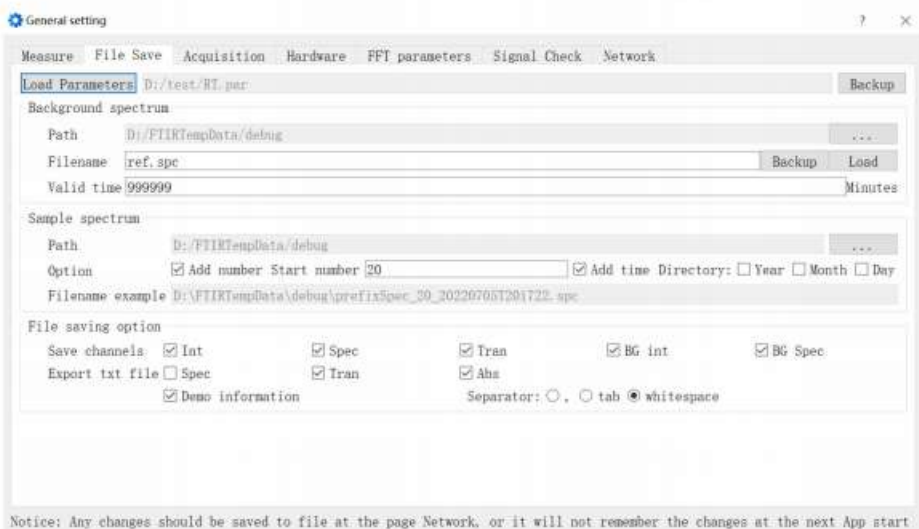 General setting ? ×
Measure File Save Acquisition Hardware FFT parameters Signal Check Network
Load Parameters D:/test/RT.par Backup
Background spectrum
Path D:/FTIRTempData/debug ...
Filename ref.spc Backup Load
Valid time 999999 Minutes
Sample spectrum
Path D:/FTIRTempData/debug ...
Option Add number Start number 20 Add time Directory: Year Month Day
Filename example D:\FTIRTempData\debug\prefixSpec_20_20220705T201722.spc
File saving option
Save channels Int Spec Tran BG int BG Spec
Export txt file Spec Tran Abs
Demo information Separator: , tab whitespace
Notice: Any changes should be saved to file at the page Network, or it will not remember the changes at the next App start